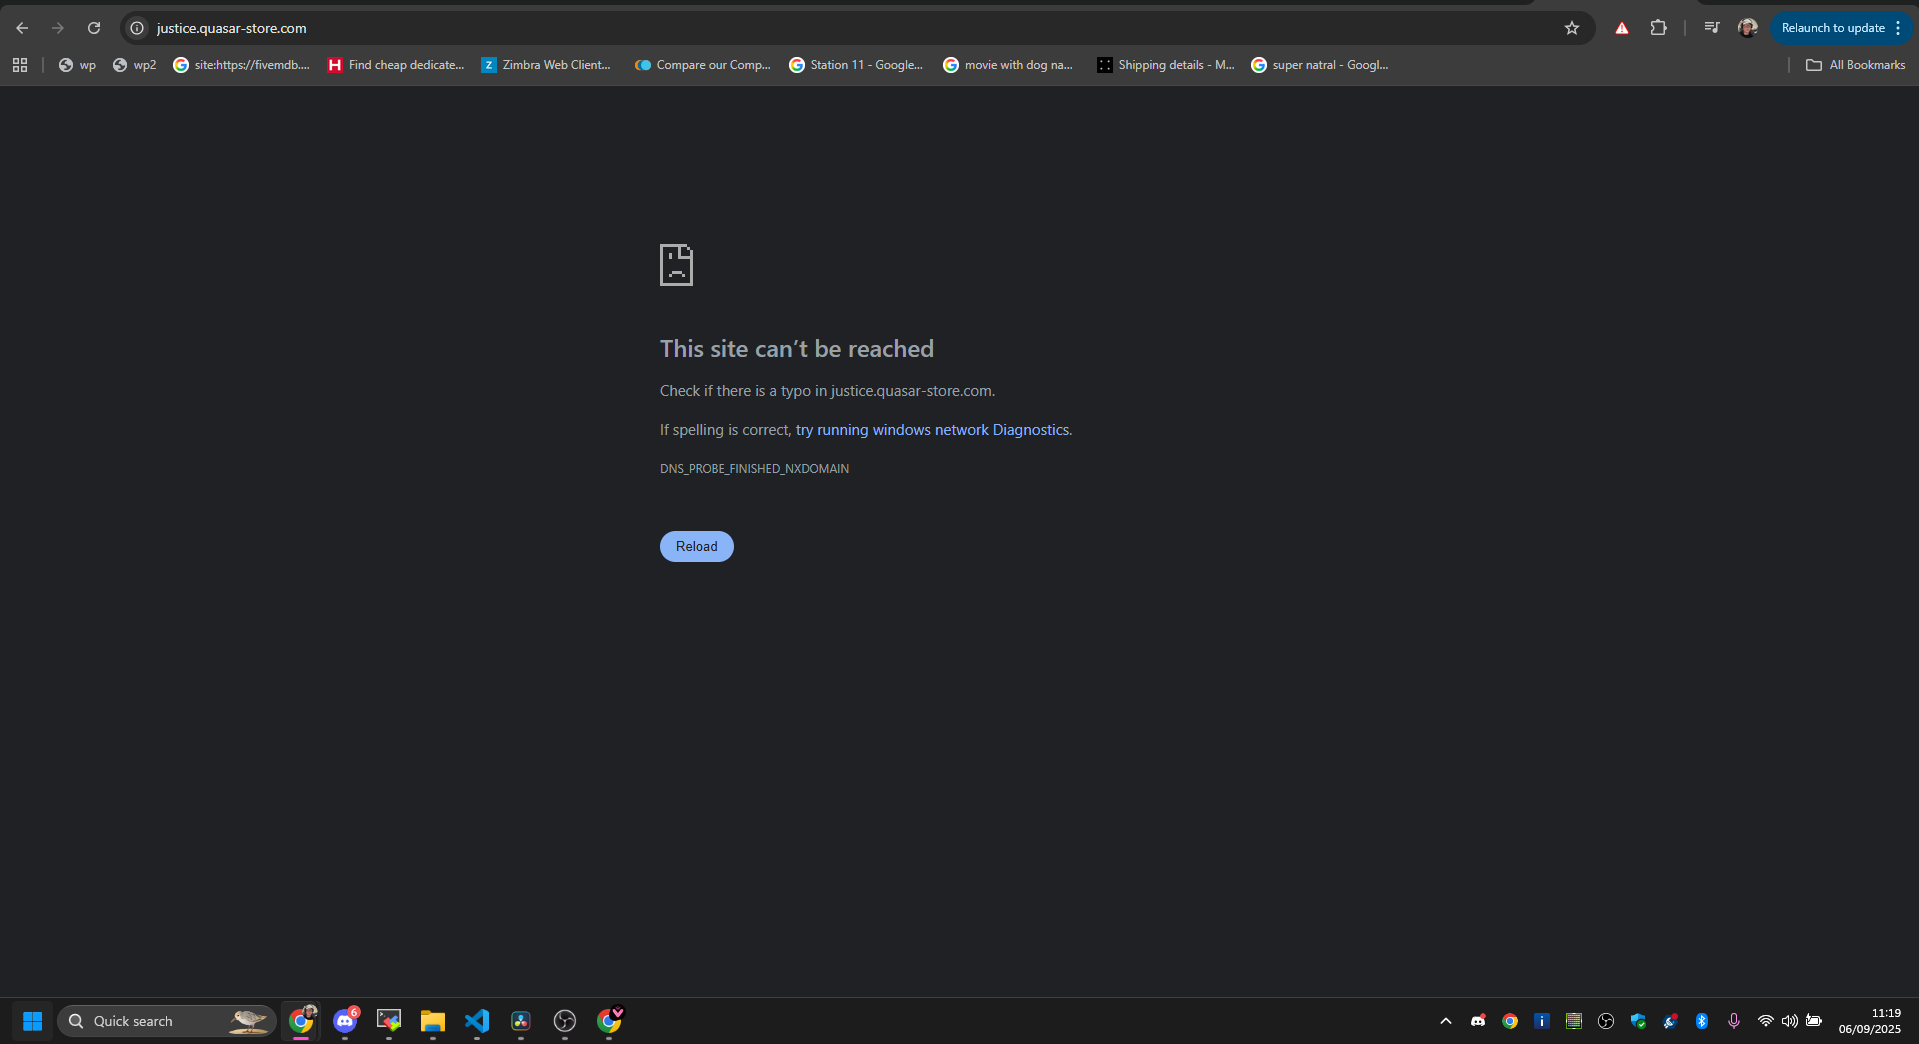 justice.quasar-store.com
Relaunch to update
wp
wp2
site:https://fivemdb....
H
Find cheap dedicate...
Z
Zimbra Web Client...
Compare our Comp...
Station 11 - Google...
movie with dog na...
Shipping details - M...
super natral - Googl...
All Bookmarks
This site can’t be reached
Check if there is a typo in justice.quasar-store.com.
If spelling is correct, try running windows network Diagnostics.
DNS_PROBE_FINISHED_NXDOMAIN
Reload
Quick search
6
11:19
06/09/2025